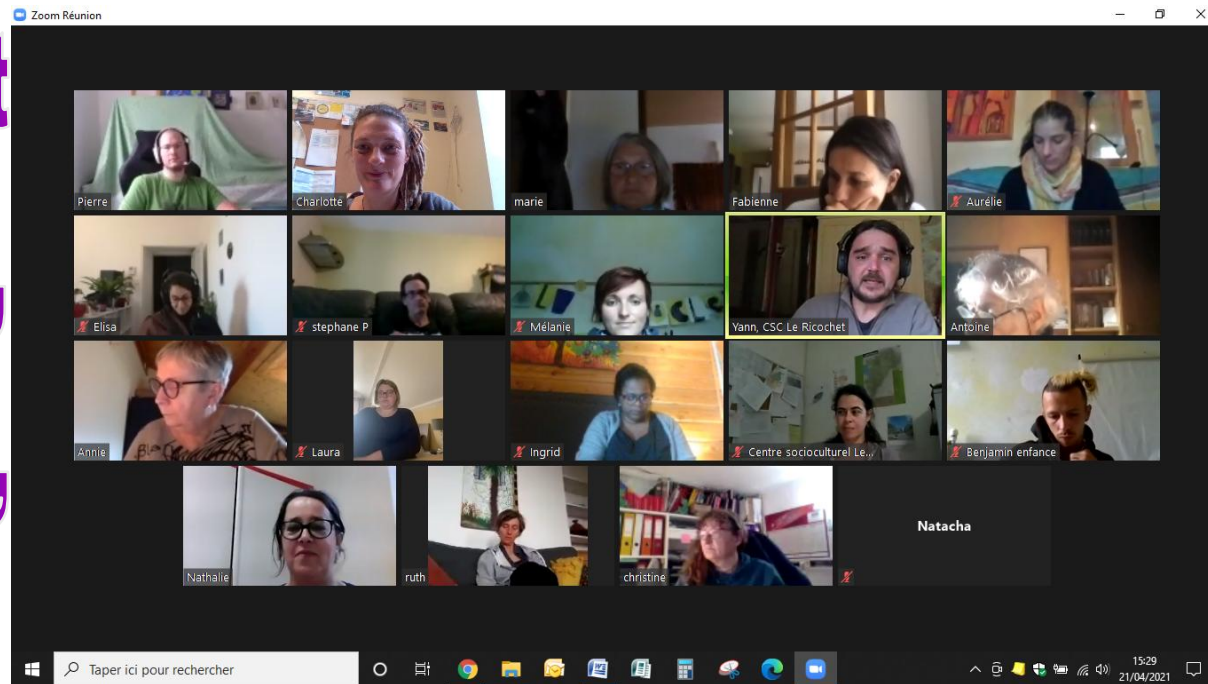 Zoom Réunion
Pierre
Charlotte
marie
Fabienne
Aurélie
Elisa
stephane P
Mélanie
Yann, CSC Le Ricochet
Antoine
Annie
Laura
Ingrid
Centre socioculturel Le...
Benjamin enfance
Nathalie
ruth
christine
Natacha
Taper ici pour rechercher
15:29
21/04/2021